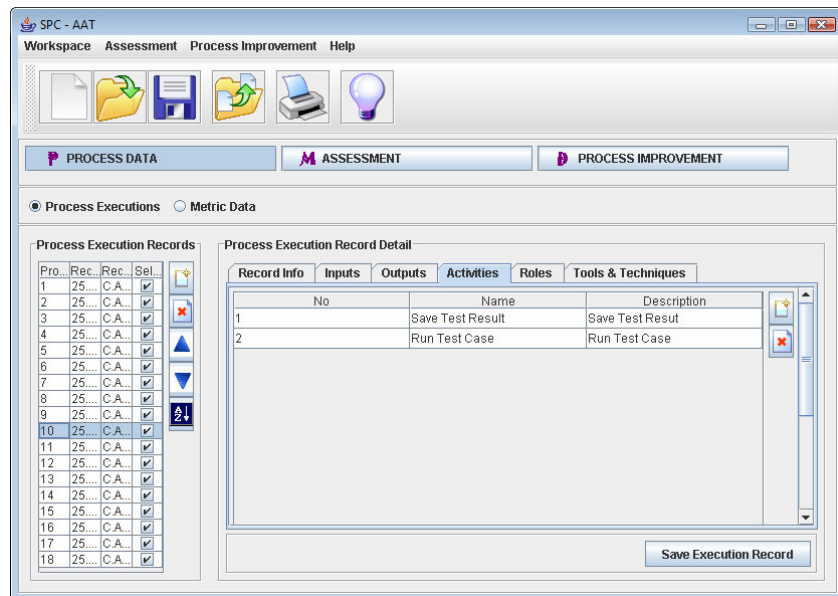 SPC - AAT
Workspace Assessment Process Improvement Help
P PROCESS DATA M ASSESSMENT D PROCESS IMPROVEMENT
Process Executions Metric Data
Process Execution Records Process Execution Record Detail
Record Info Inputs Outputs Activities Roles Tools & Techniques
Pro... Rec... Rec... Sel...
No Name Description
1 25.... C.A...
2 25.... C.A...
3 25.... C.A...
4 25.... C.A...
5 25.... C.A...
6 25.... C.A...
7 25.... C.A...
8 25.... C.A...
9 25.... C.A...
10 25.... C.A...
11 25.... C.A...
12 25.... C.A...
13 25.... C.A...
14 25.... C.A...
15 25.... C.A...
16 25.... C.A...
17 25.... C.A...
18 25.... C.A...
A
Z
1 Save Test Result Save Test Resut
2 Run Test Case Run Test Case
Save Execution Record